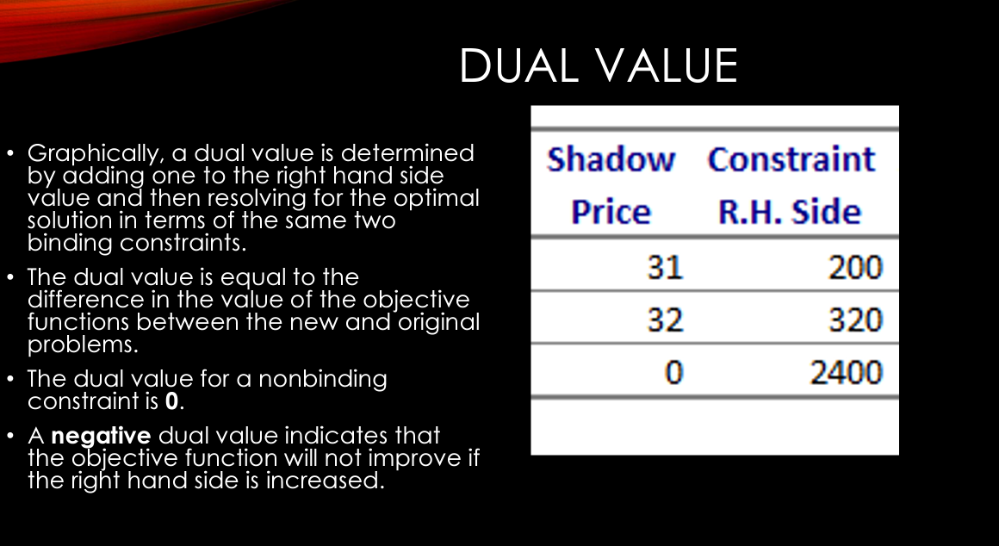 DUAL VALUE
• Graphically, a dual value is determined
by adding one to the right hand side
value and then resolving for the optimal
solution in terms of the same two
binding constraints.
• The dual value is equal to the
difference in the value of the objective
functions between the new and original
problems.
• The dual value for a nonbinding
constraint is 0.
• A negative dual value indicates that
the objective function will not improve if
the right hand side is increased.
Shadow Constraint
Price R.H. Side
31 200
32 320
0 2400